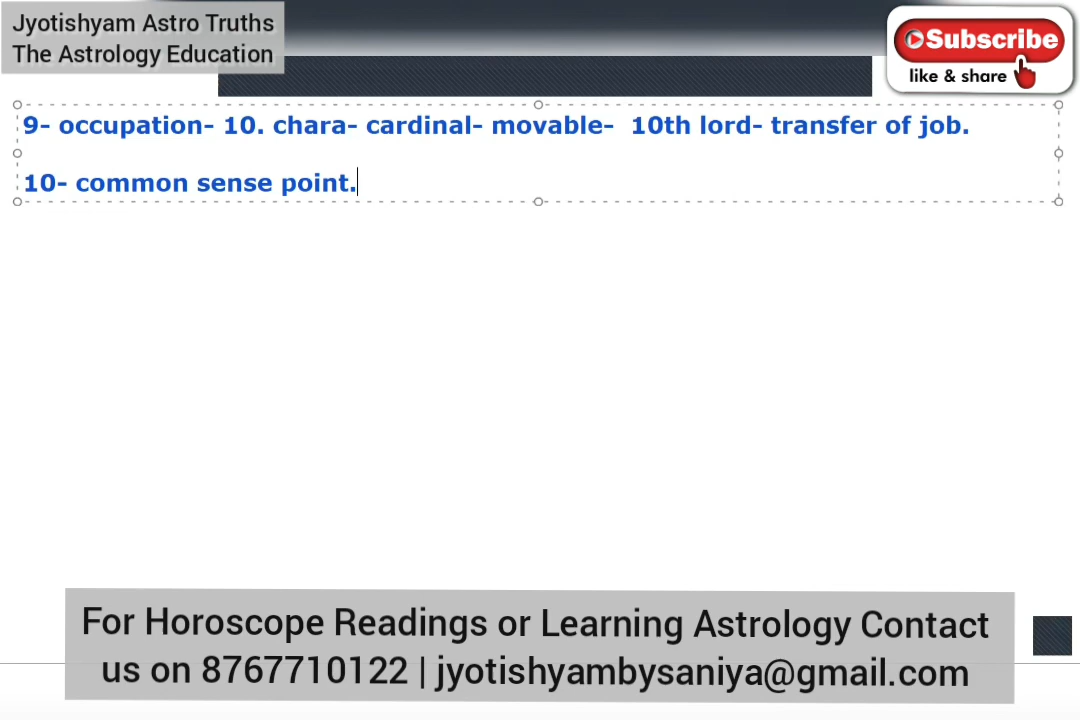 Jyotishyam Astro Truths
The Astrology Education
Subscribe
like & share
9- occupation- 10. chara- cardinal- movable-  10th lord- transfer of job.
10- common sense point.
For Horoscope Readings or Learning Astrology Contact
us on 8767710122 | jyotishyambysaniya@gmail.com